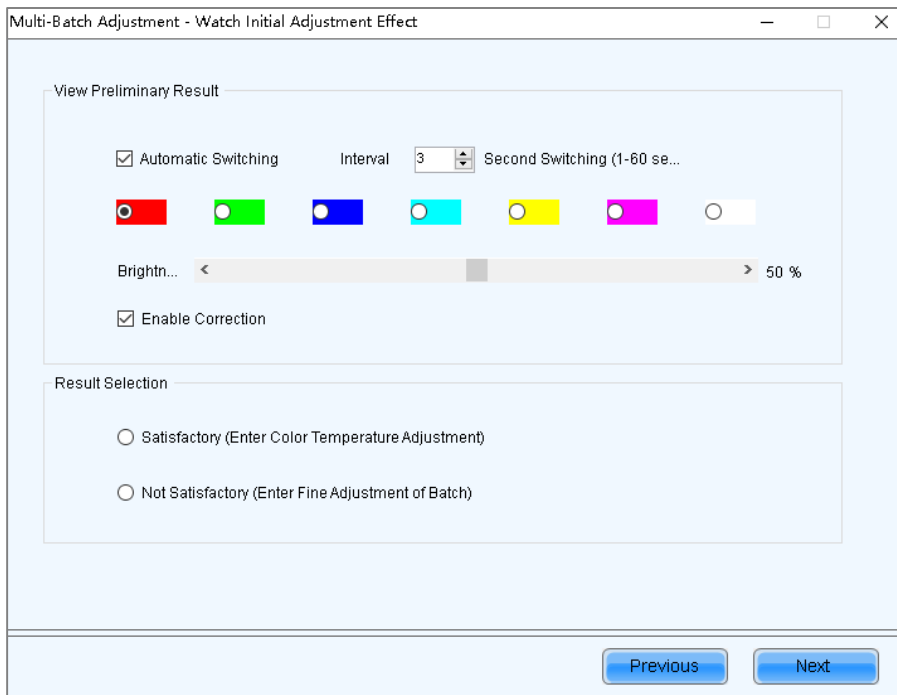 Multi-Batch Adjustment - Watch Initial Adjustment Effect
View Preliminary Result
Automatic Switching Interval 3 Second Switching (1-60 se...
Brightn... 50 %
Enable Correction
Result Selection
Satisfactory (Enter Color Temperature Adjustment)
Not Satisfactory (Enter Fine Adjustment of Batch)
Previous Next